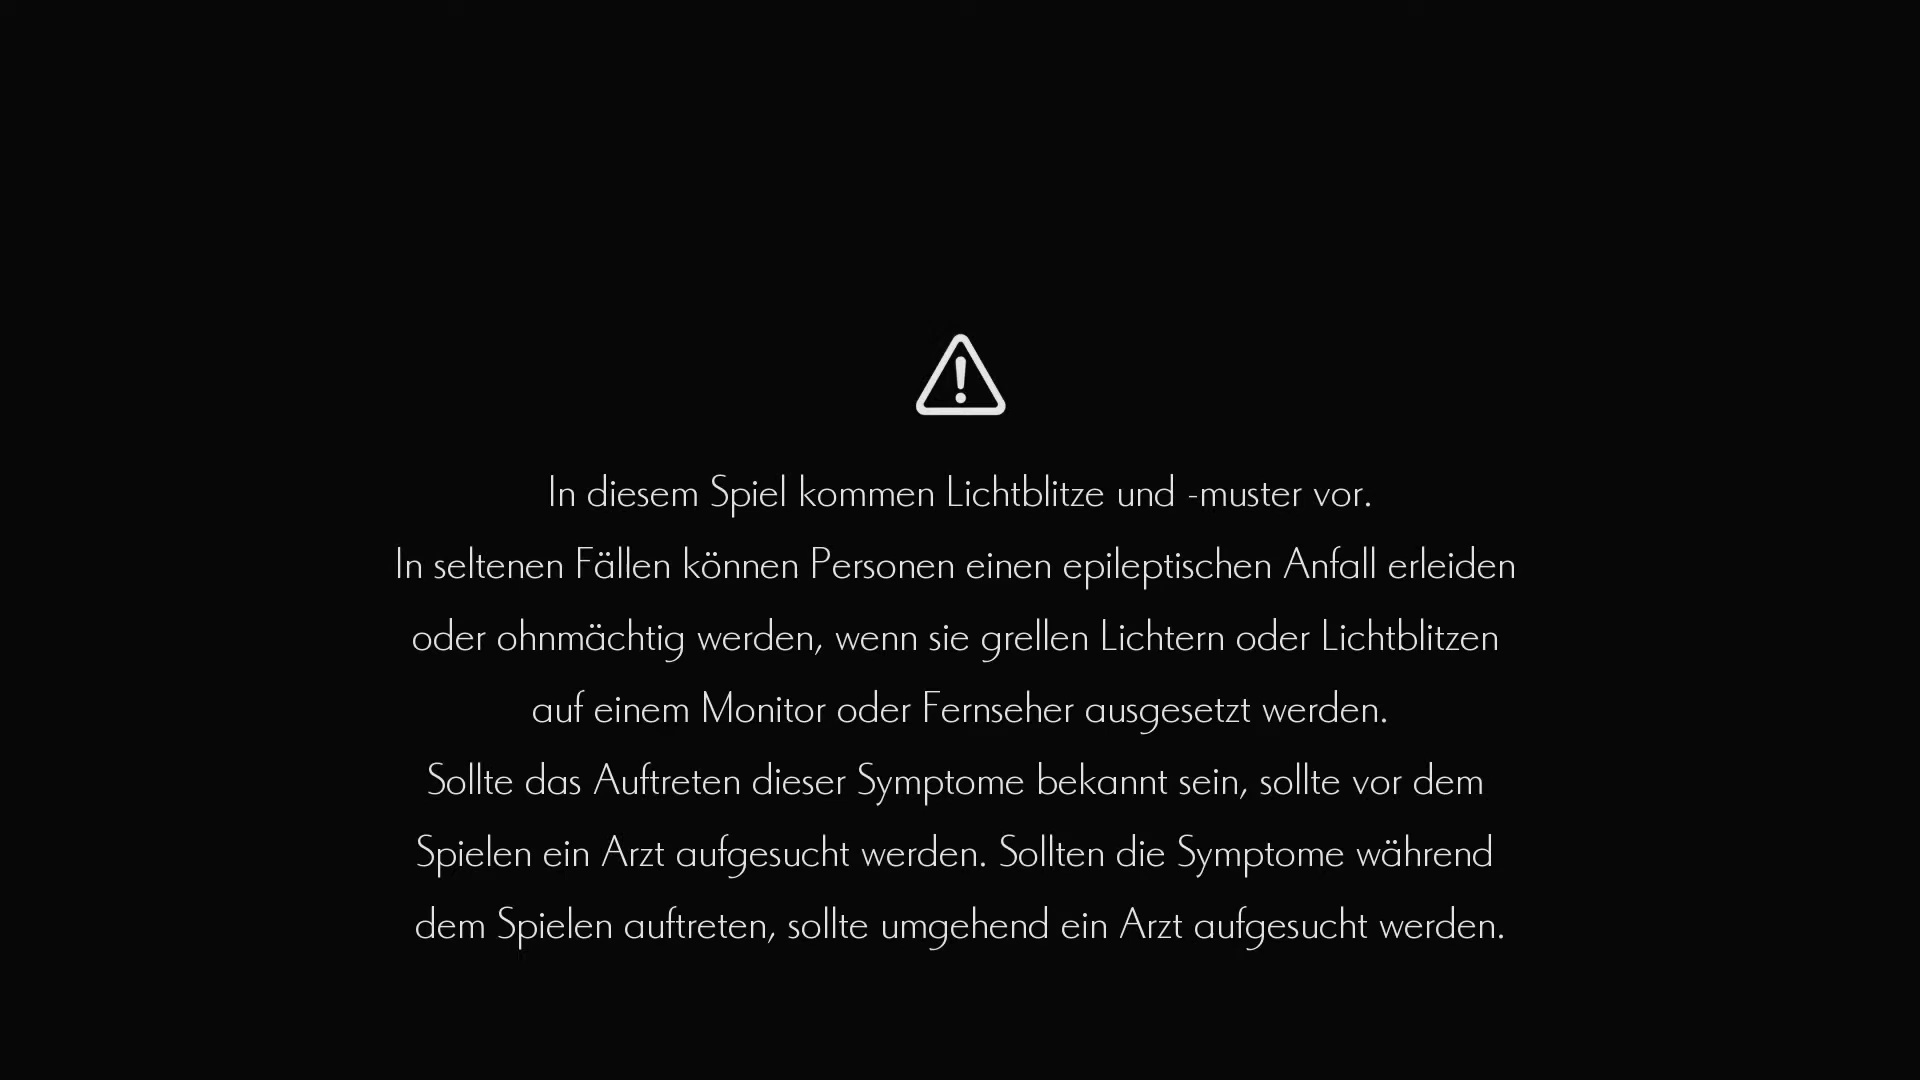 In diesem Spiel kommen Lichtblitze und -muster vor.
In seltenen Fällen können Personen einen epileptischen Anfall erleiden
oder ohnmächtig werden, wenn sie grellen Lichtern oder Lichtblitzen
auf einem Monitor oder Fernseher ausgesetzt werden.
Sollte das Auftreten dieser Symptome bekannt sein, sollte vor dem
Spielen ein Arzt aufgesucht werden. Sollten die Symptome während
dem Spielen auftreten, sollte umgehend ein Arzt aufgesucht werden.